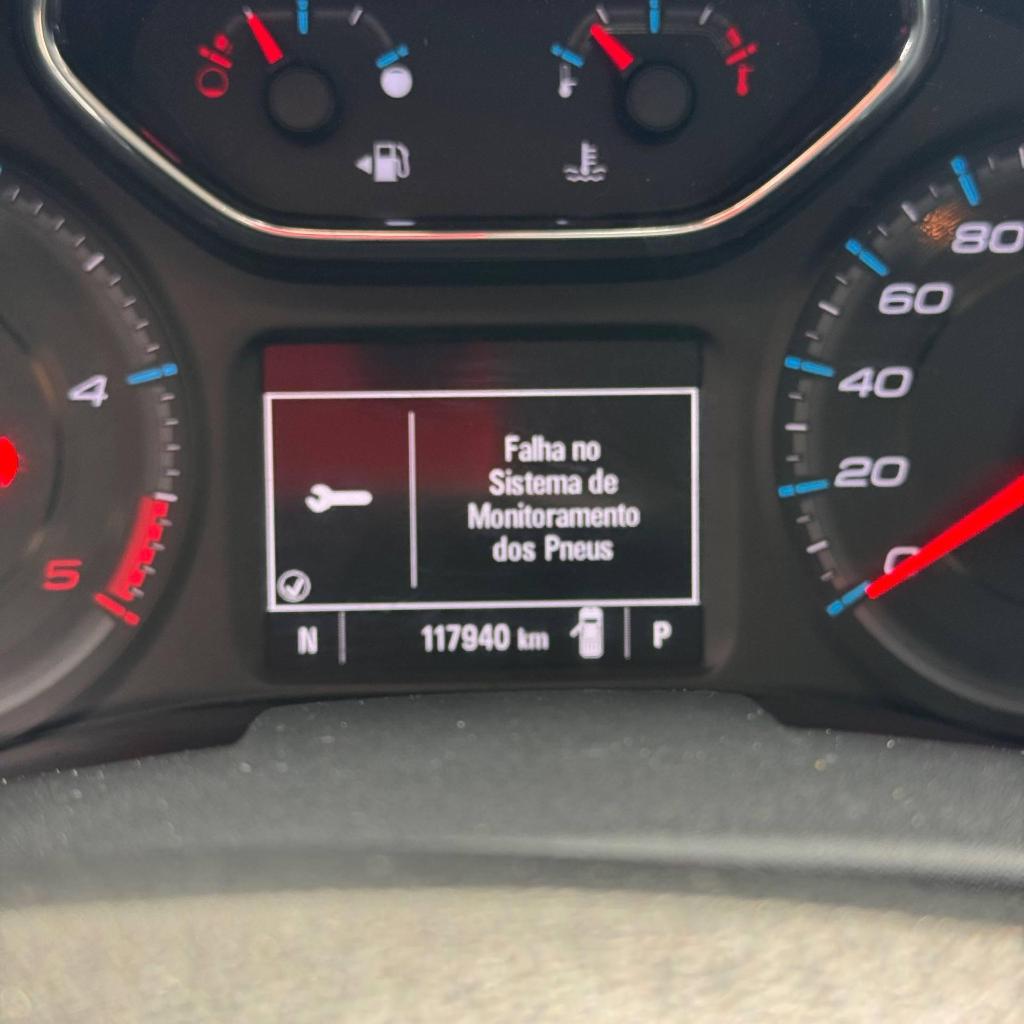 80
60
4
40
20
Falha no
Sistema de
Monitoramento
dos Pneus
5
0
N
117940 km
P